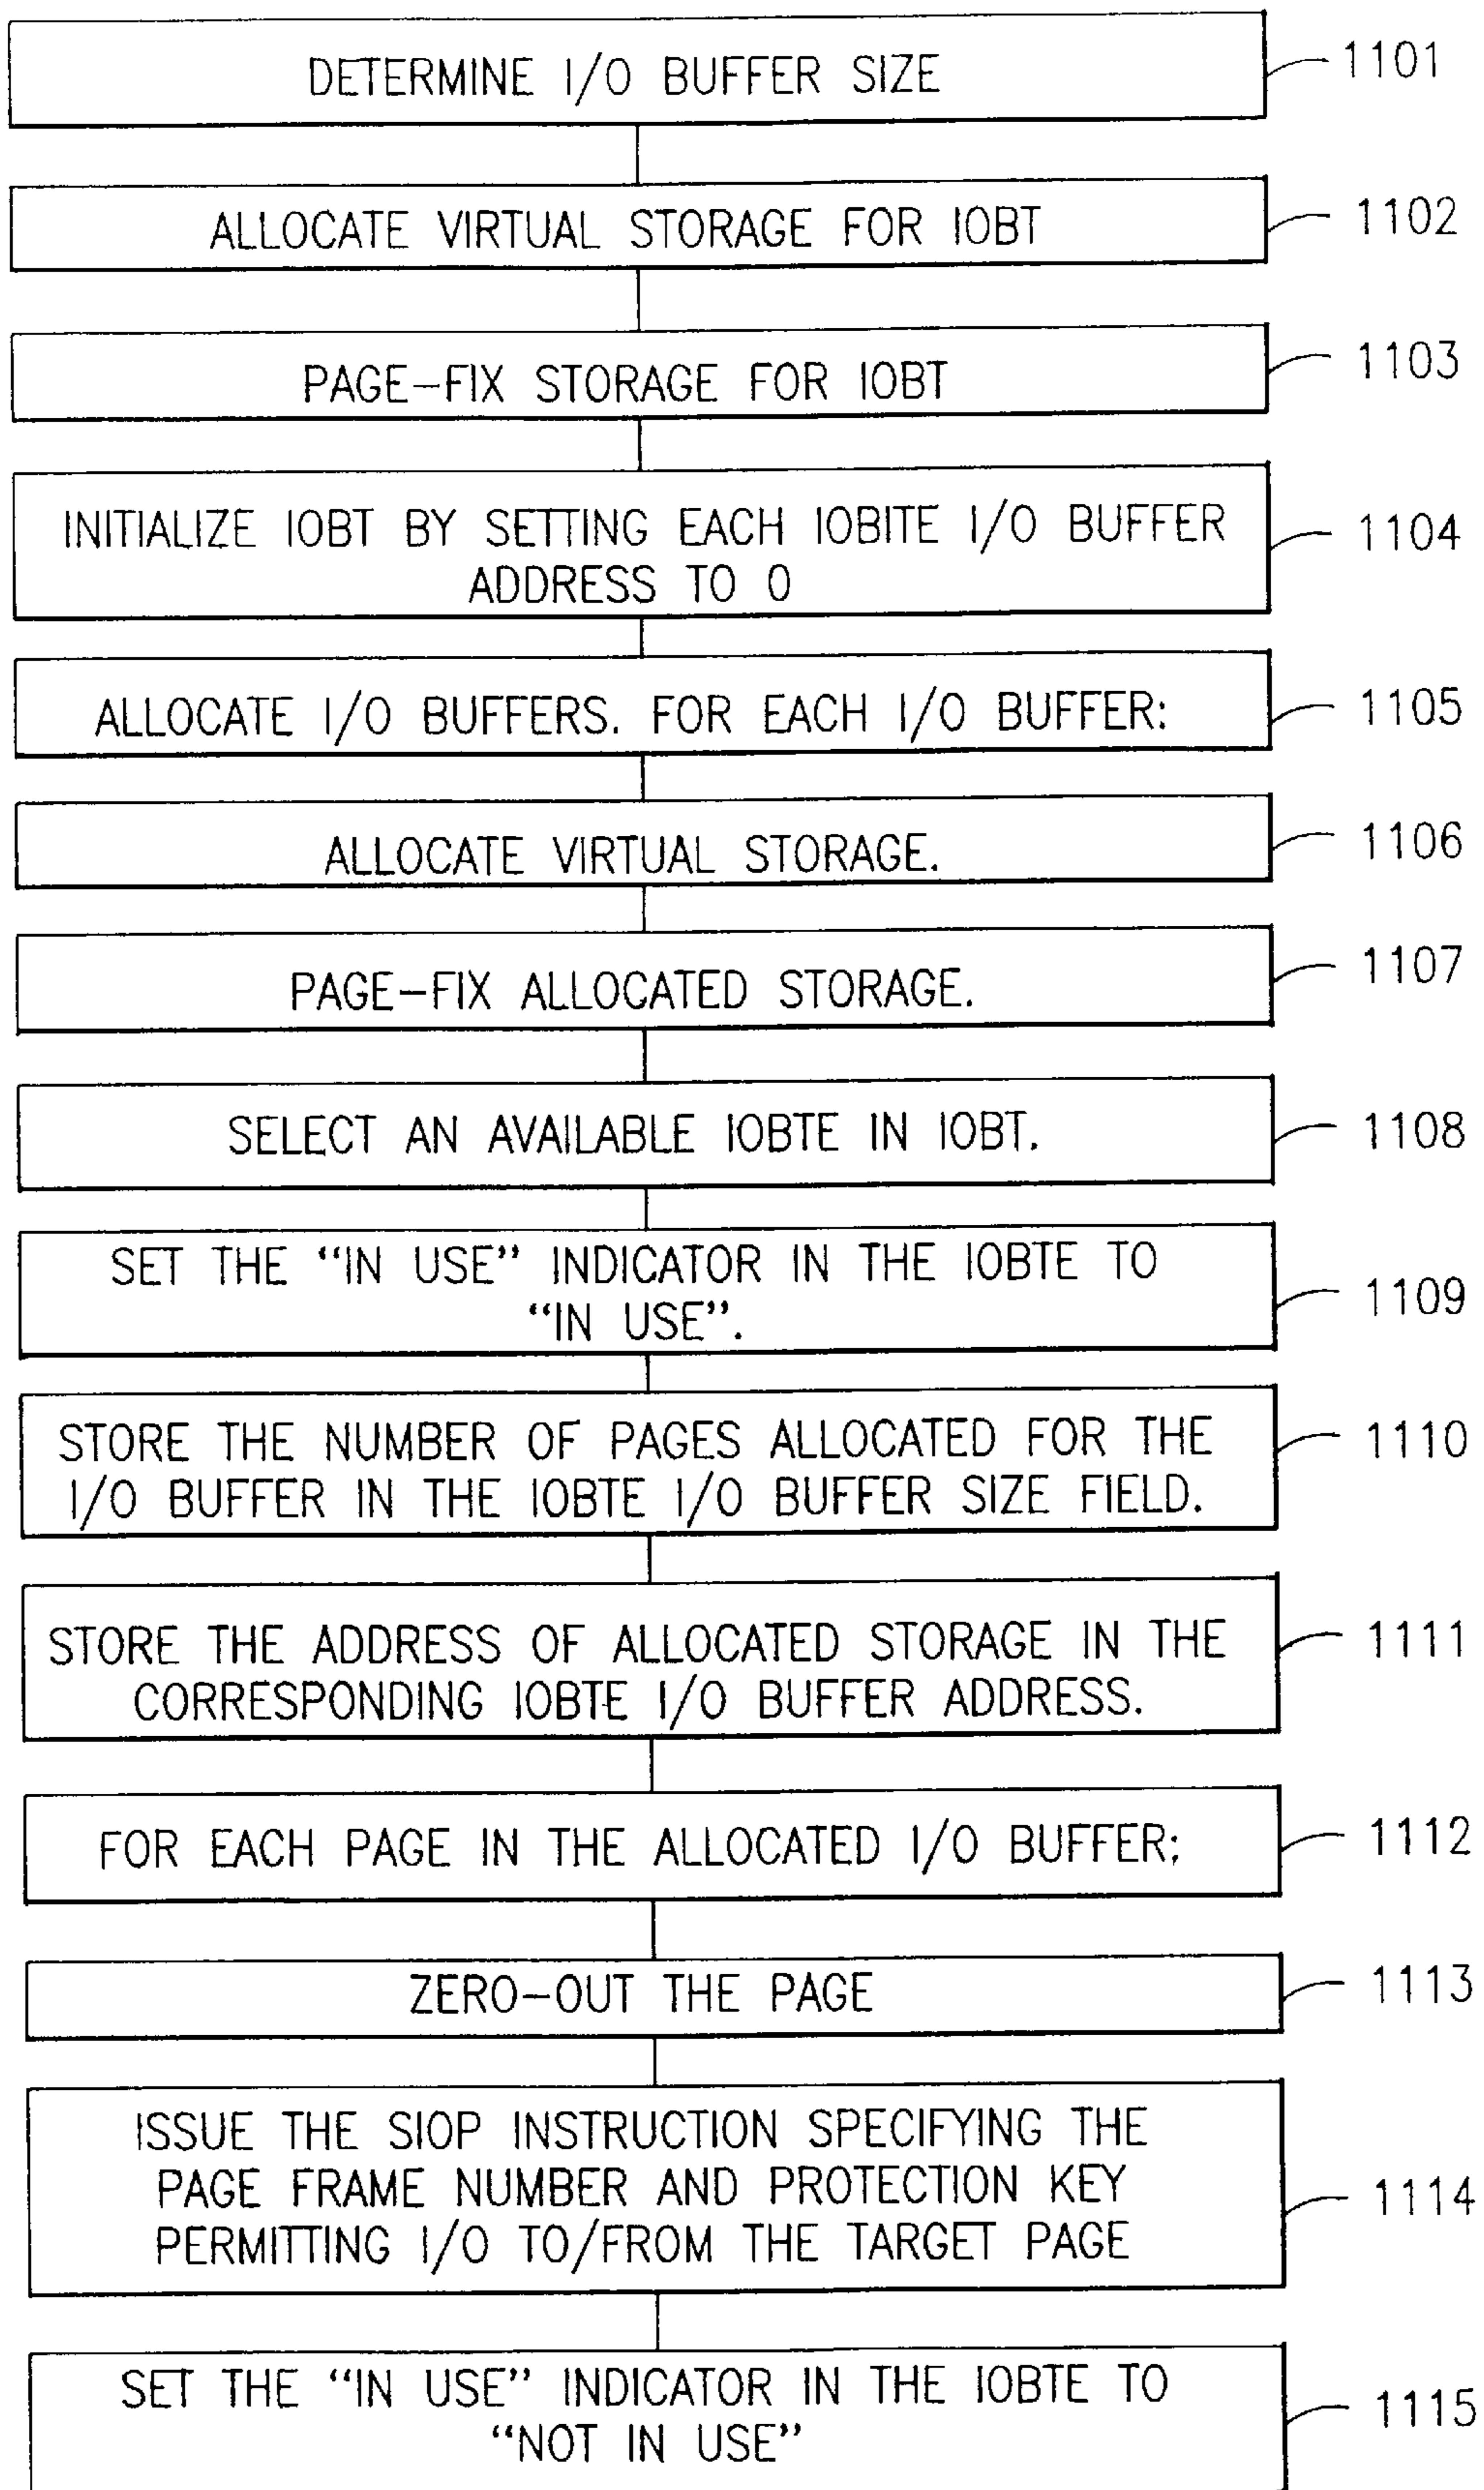 DETERMINE I/O BUFFER SIZE
1101
ALLOCATE VIRTUAL STORAGE FOR IOBT
1102
PAGE-FIX STORAGE FOR IOBT
1103
INITIALIZE IOBT BY SETTING EACH IOBITE I/O BUFFER
ADDRESS TO 0
1104
ALLOCATE I/O BUFFERS. FOR EACH I/O BUFFER:
1105
ALLOCATE VIRTUAL STORAGE.
1106
PAGE-FIX ALLOCATED STORAGE.
1107
SELECT AN AVAILABLE IOBTE IN IOBT.
1108
SET THE “IN USE” INDICATOR IN THE IOBTE TO
“IN USE”.
1109
STORE THE NUMBER OF PAGES ALLOCATED FOR THE
I/O BUFFER IN THE IOBTE I/O BUFFER SIZE FIELD.
1110
STORE THE ADDRESS OF ALLOCATED STORAGE IN THE
CORRESPONDING IOBTE I/O BUFFER ADDRESS.
1111
FOR EACH PAGE IN THE ALLOCATED I/O BUFFER:
1112
ZERO-OUT THE PAGE
1113
ISSUE THE SIOP INSTRUCTION SPECIFYING THE
PAGE FRAME NUMBER AND PROTECTION KEY
PERMITTING I/O TO/FROM THE TARGET PAGE
1114
SET THE “IN USE” INDICATOR IN THE IOBTE TO
“NOT IN USE”
1115